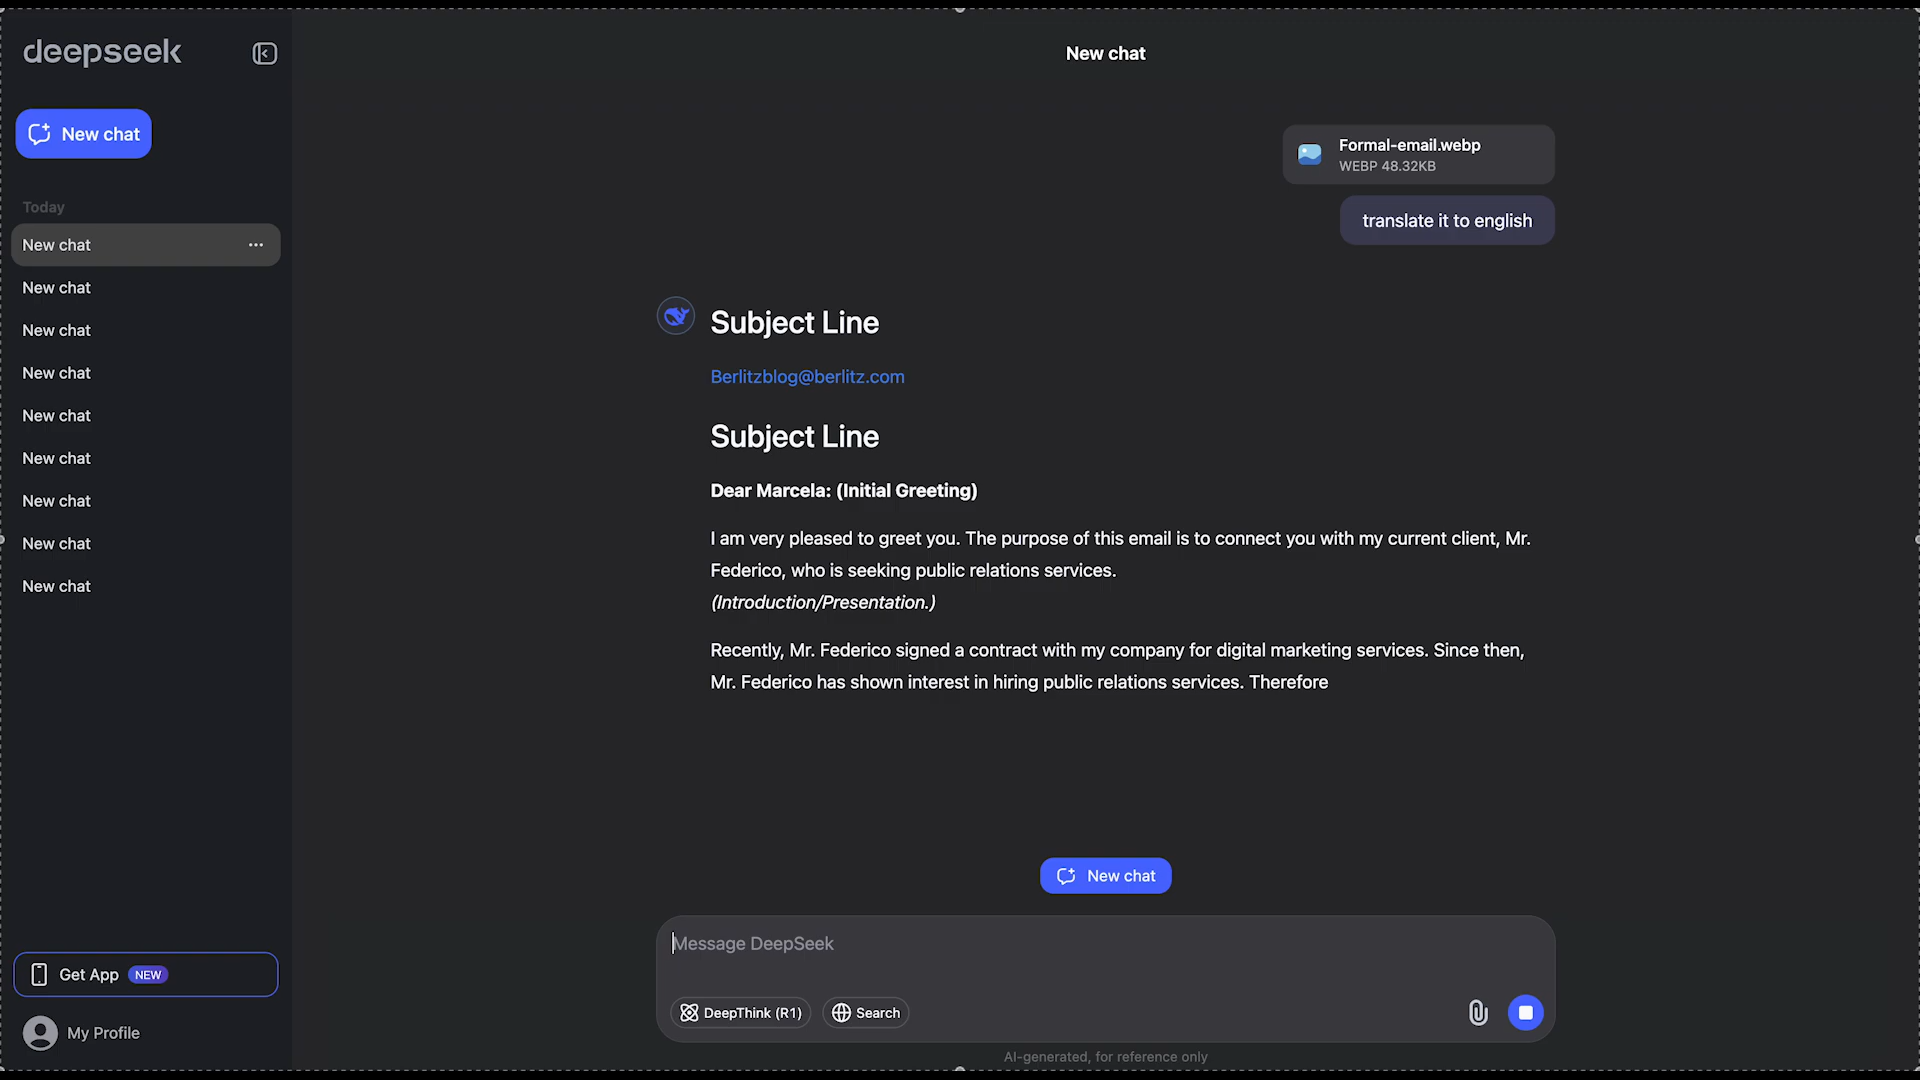 deepseek
New chat
Today
New chat
New chat
New chat
New chat
New chat
New chat
New chat
New chat
New chat
Get App NEW
My Profile
New chat
Formal-email.webp
WEBP 48.32KB
translate it to english
Subject Line
Berlitzblog@berlitz.com
Subject Line
Dear Marcela: (Initial Greeting)
I am very pleased to greet you. The purpose of this email is to connect you with my current client, Mr.
Federico, who is seeking public relations services.
(Introduction/Presentation.)
Recently, Mr. Federico signed a contract with my company for digital marketing services. Since then,
Mr. Federico has shown interest in hiring public relations services. Therefore
New chat
Message DeepSeek
DeepThink (R1)
Search
AI-generated, for reference only